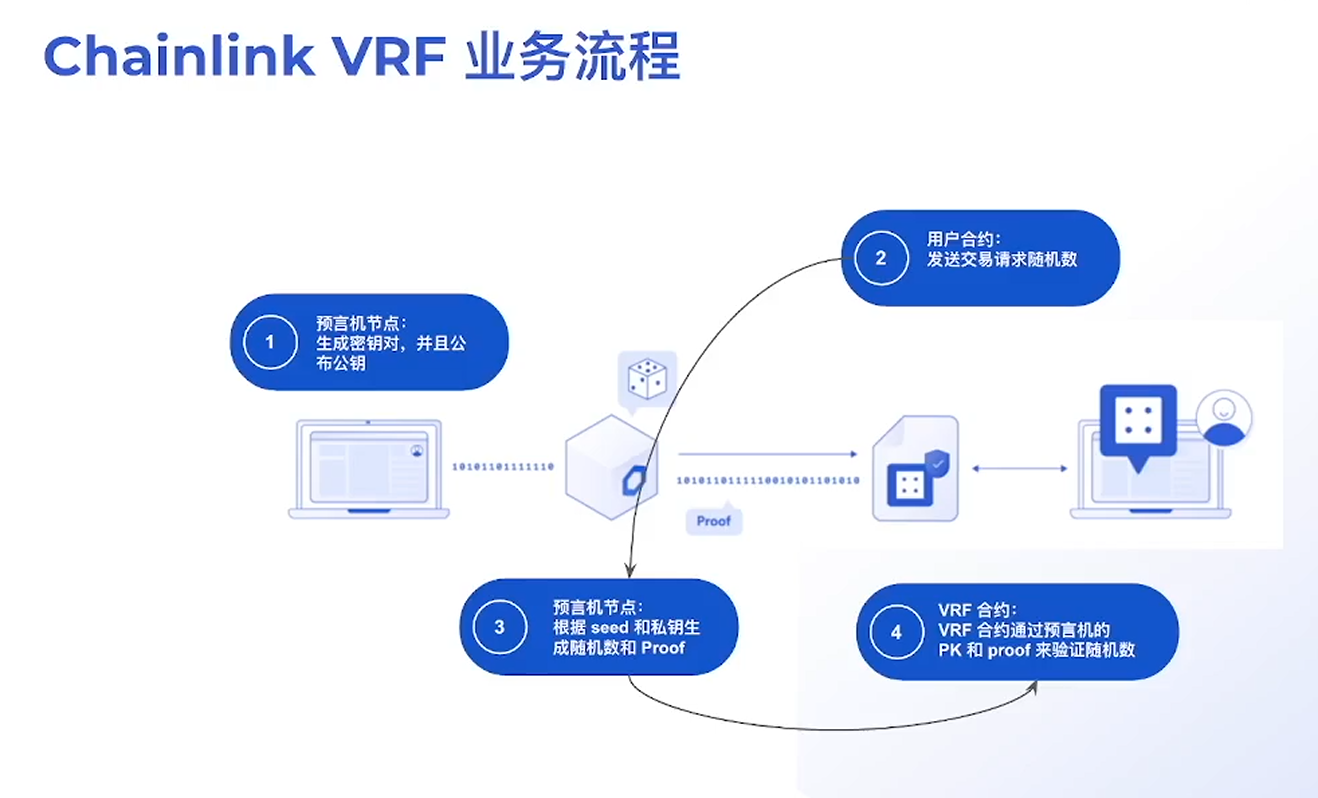 Chainlink VRF 业务流程
2
用户合约：
发送交易请求随机数
1
预言机节点：
生成密钥对，并且公
布公钥
10101101111110
1010110111111001010110101010
Proof
3
预言机节点：
根据 seed 和私钥生
成随机数和 Proof
4
VRF 合约：
VRF 合约通过预言机的
PK 和 proof 来验证随机数